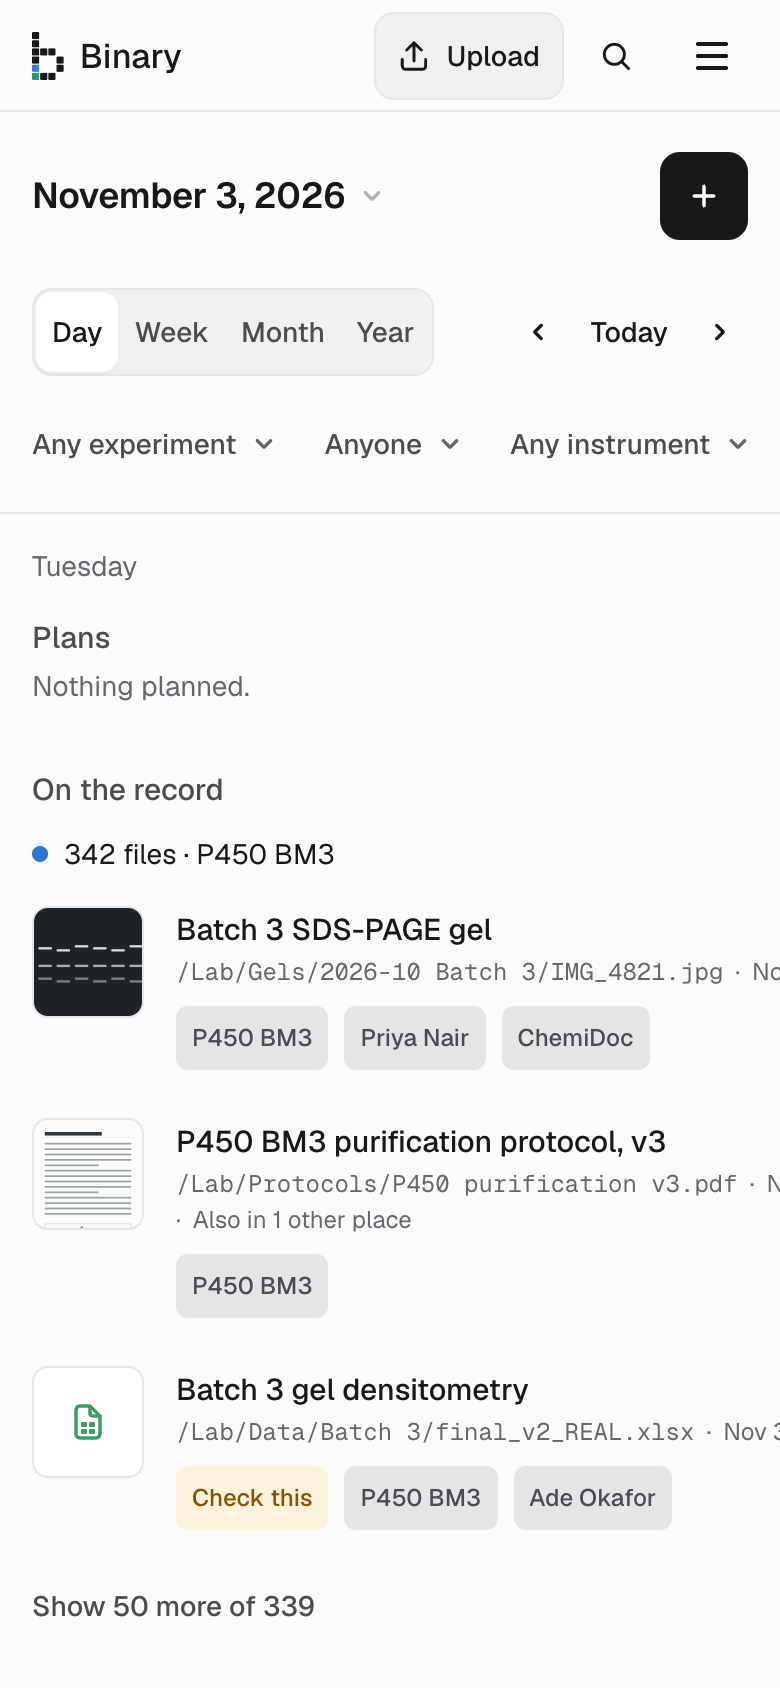 Binary
Upload
November 3, 2026
Day Week Month Year
Today
Any experiment Anyone Any instrument
Tuesday
Plans
Nothing planned.
On the record
342 files · P450 BM3
Batch 3 SDS-PAGE gel
/Lab/Gels/2026-10 Batch 3/IMG_4821.jpg ·
P450 BM3 Priya Nair ChemiDoc
P450 BM3 purification protocol, v3
/Lab/Protocols/P450 purification v3.pdf ·
· Also in 1 other place
P450 BM3
Batch 3 gel densitometry
/Lab/Data/Batch 3/final_v2_REAL.xlsx · Nov 3
Check this P450 BM3 Ade Okafor
Show 50 more of 339